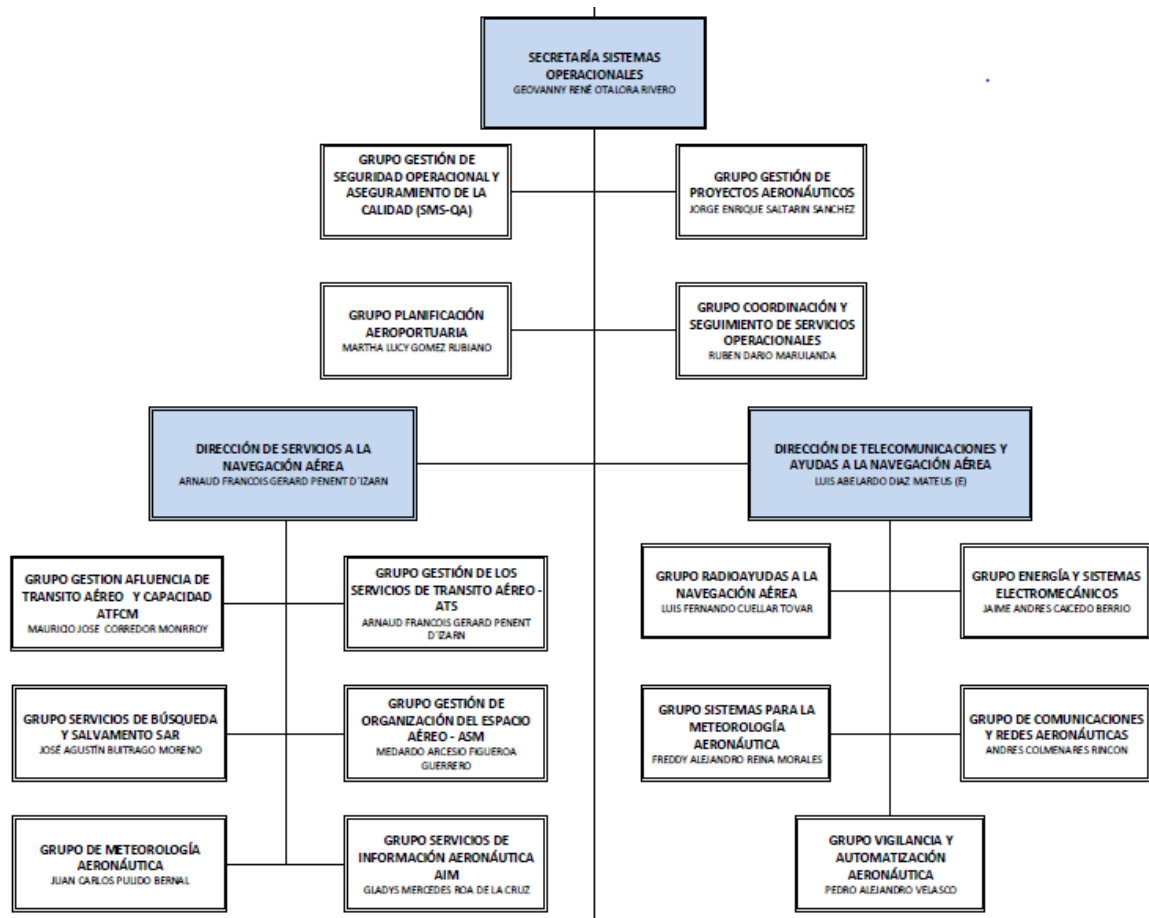 SECRETARÍA SISTEMAS
OPERACIONALES
GEOVANNY RENÉ OTALORA RIVERO
GRUPO GESTIÓN DE
SEGURIDAD OPERACIONAL Y
ASEGURAMIENTO DE LA
CALIDAD (SMS-QA)
GRUPO GESTIÓN DE
PROYECTOS AERONÁUTICOS
JORGE ENRIQUE SALTARIN SANCHEZ
GRUPO PLANIFICACIÓN
AEROPORTUARIA
MARTHA LUCY GOMEZ RUBIANO
GRUPO COORDINACIÓN Y
SEGUIMIENTO DE SERVICIOS
OPERACIONALES
RUBEN DARIO MARULANDA
DIRECCIÓN DE SERVICIOS A LA
NAVEGACIÓN AÉREA
ARNAUD FRANCOIS GERARD PENENT D´IZARN
DIRECCIÓN DE TELECOMUNICACIONES Y
AYUDAS A LA NAVEGACIÓN AÉREA
LUIS ABELARDO DIAZ MATEUS (E)
GRUPO GESTION AFLUENCIA DE
TRANSITO AÉREO Y CAPACIDAD
ATFCM
MAURICIO JOSE CORREDOR MONRROY
GRUPO GESTIÓN DE LOS
SERVICIOS DE TRANSITO AÉREO -
ATS
ARNAUD FRANCOIS GERARD PENENT
D´IZARN
GRUPO RADIOAYUDAS A LA
NAVEGACIÓN AÉREA
LUIS FERNANDO CUELLAR TOVAR
GRUPO ENERGÍA Y SISTEMAS
ELECTROMECÁNICOS
JAIME ANDRES CAICEDO BERRIO
GRUPO SERVICIOS DE BÚSQUEDA
Y SALVAMENTO SAR
JOSÉ AGUSTÍN BUITRAGO MORENO
GRUPO GESTIÓN DE
ORGANIZACIÓN DEL ESPACIO
AÉREO - ASM
MEDARDO ARCESIO FIGUEROA
GUERRERO
GRUPO SISTEMAS PARA LA
METEOROLOGÍA
AERONÁUTICA
FREDDY ALEJANDRO REINA MORALES
GRUPO DE COMUNICACIONES
Y REDES AERONÁUTICAS
ANDRES COLMENARES RINCON
GRUPO DE METEOROLOGÍA
AERONÁUTICA
JUAN CARLOS PULIDO BERNAL
GRUPO SERVICIOS DE
INFORMACIÓN AERONÁUTICA
AIM
GLADYS MERCEDES ROA DE LA CRUZ
GRUPO VIGILANCIA Y
AUTOMATIZACIÓN
AERONÁUTICA
PEDRO ALEJANDRO VELASCO